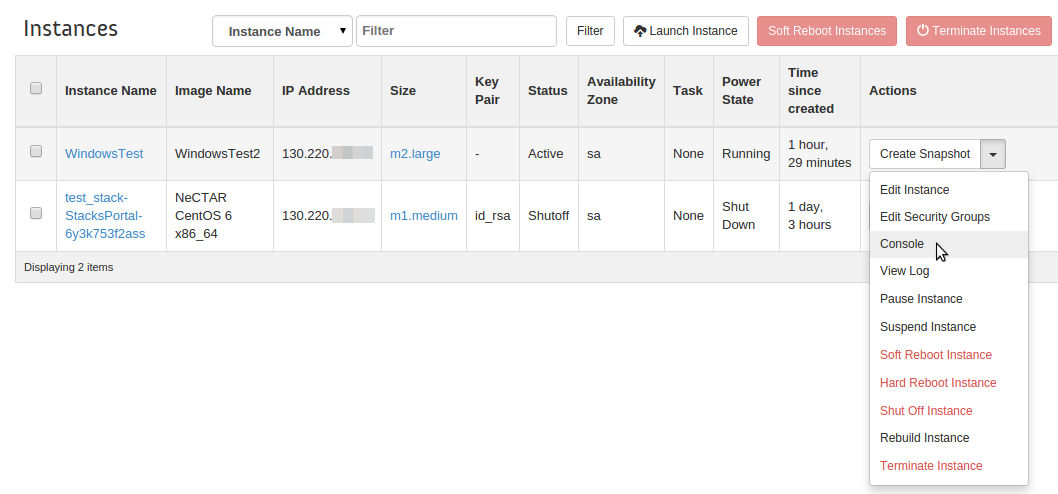 Instances
Instance Name
Filter
Filter
Launch Instance
Soft Reboot Instances
Terminate Instances
Instance Name
Image Name
IP Address
Size
Key
Pair
Status
Availability
Zone
Task
Power
State
Time
since
created
Actions
WindowsTest
WindowsTest2
130.220.
m2.large
-
Active
sa
None
Running
1 hour,
29 minutes
Create Snapshot
test_stack-
StacksPortal-
6y3k753f2ass
NeCTAR
CentOS 6
x86_64
130.220.
m1.medium
id_rsa
Shutoff
sa
None
Shut
Down
1 day,
3 hours
Displaying 2 items
Edit Instance
Edit Security Groups
Console
View Log
Pause Instance
Suspend Instance
Soft Reboot Instance
Hard Reboot Instance
Shut Off Instance
Rebuild Instance
Terminate Instance